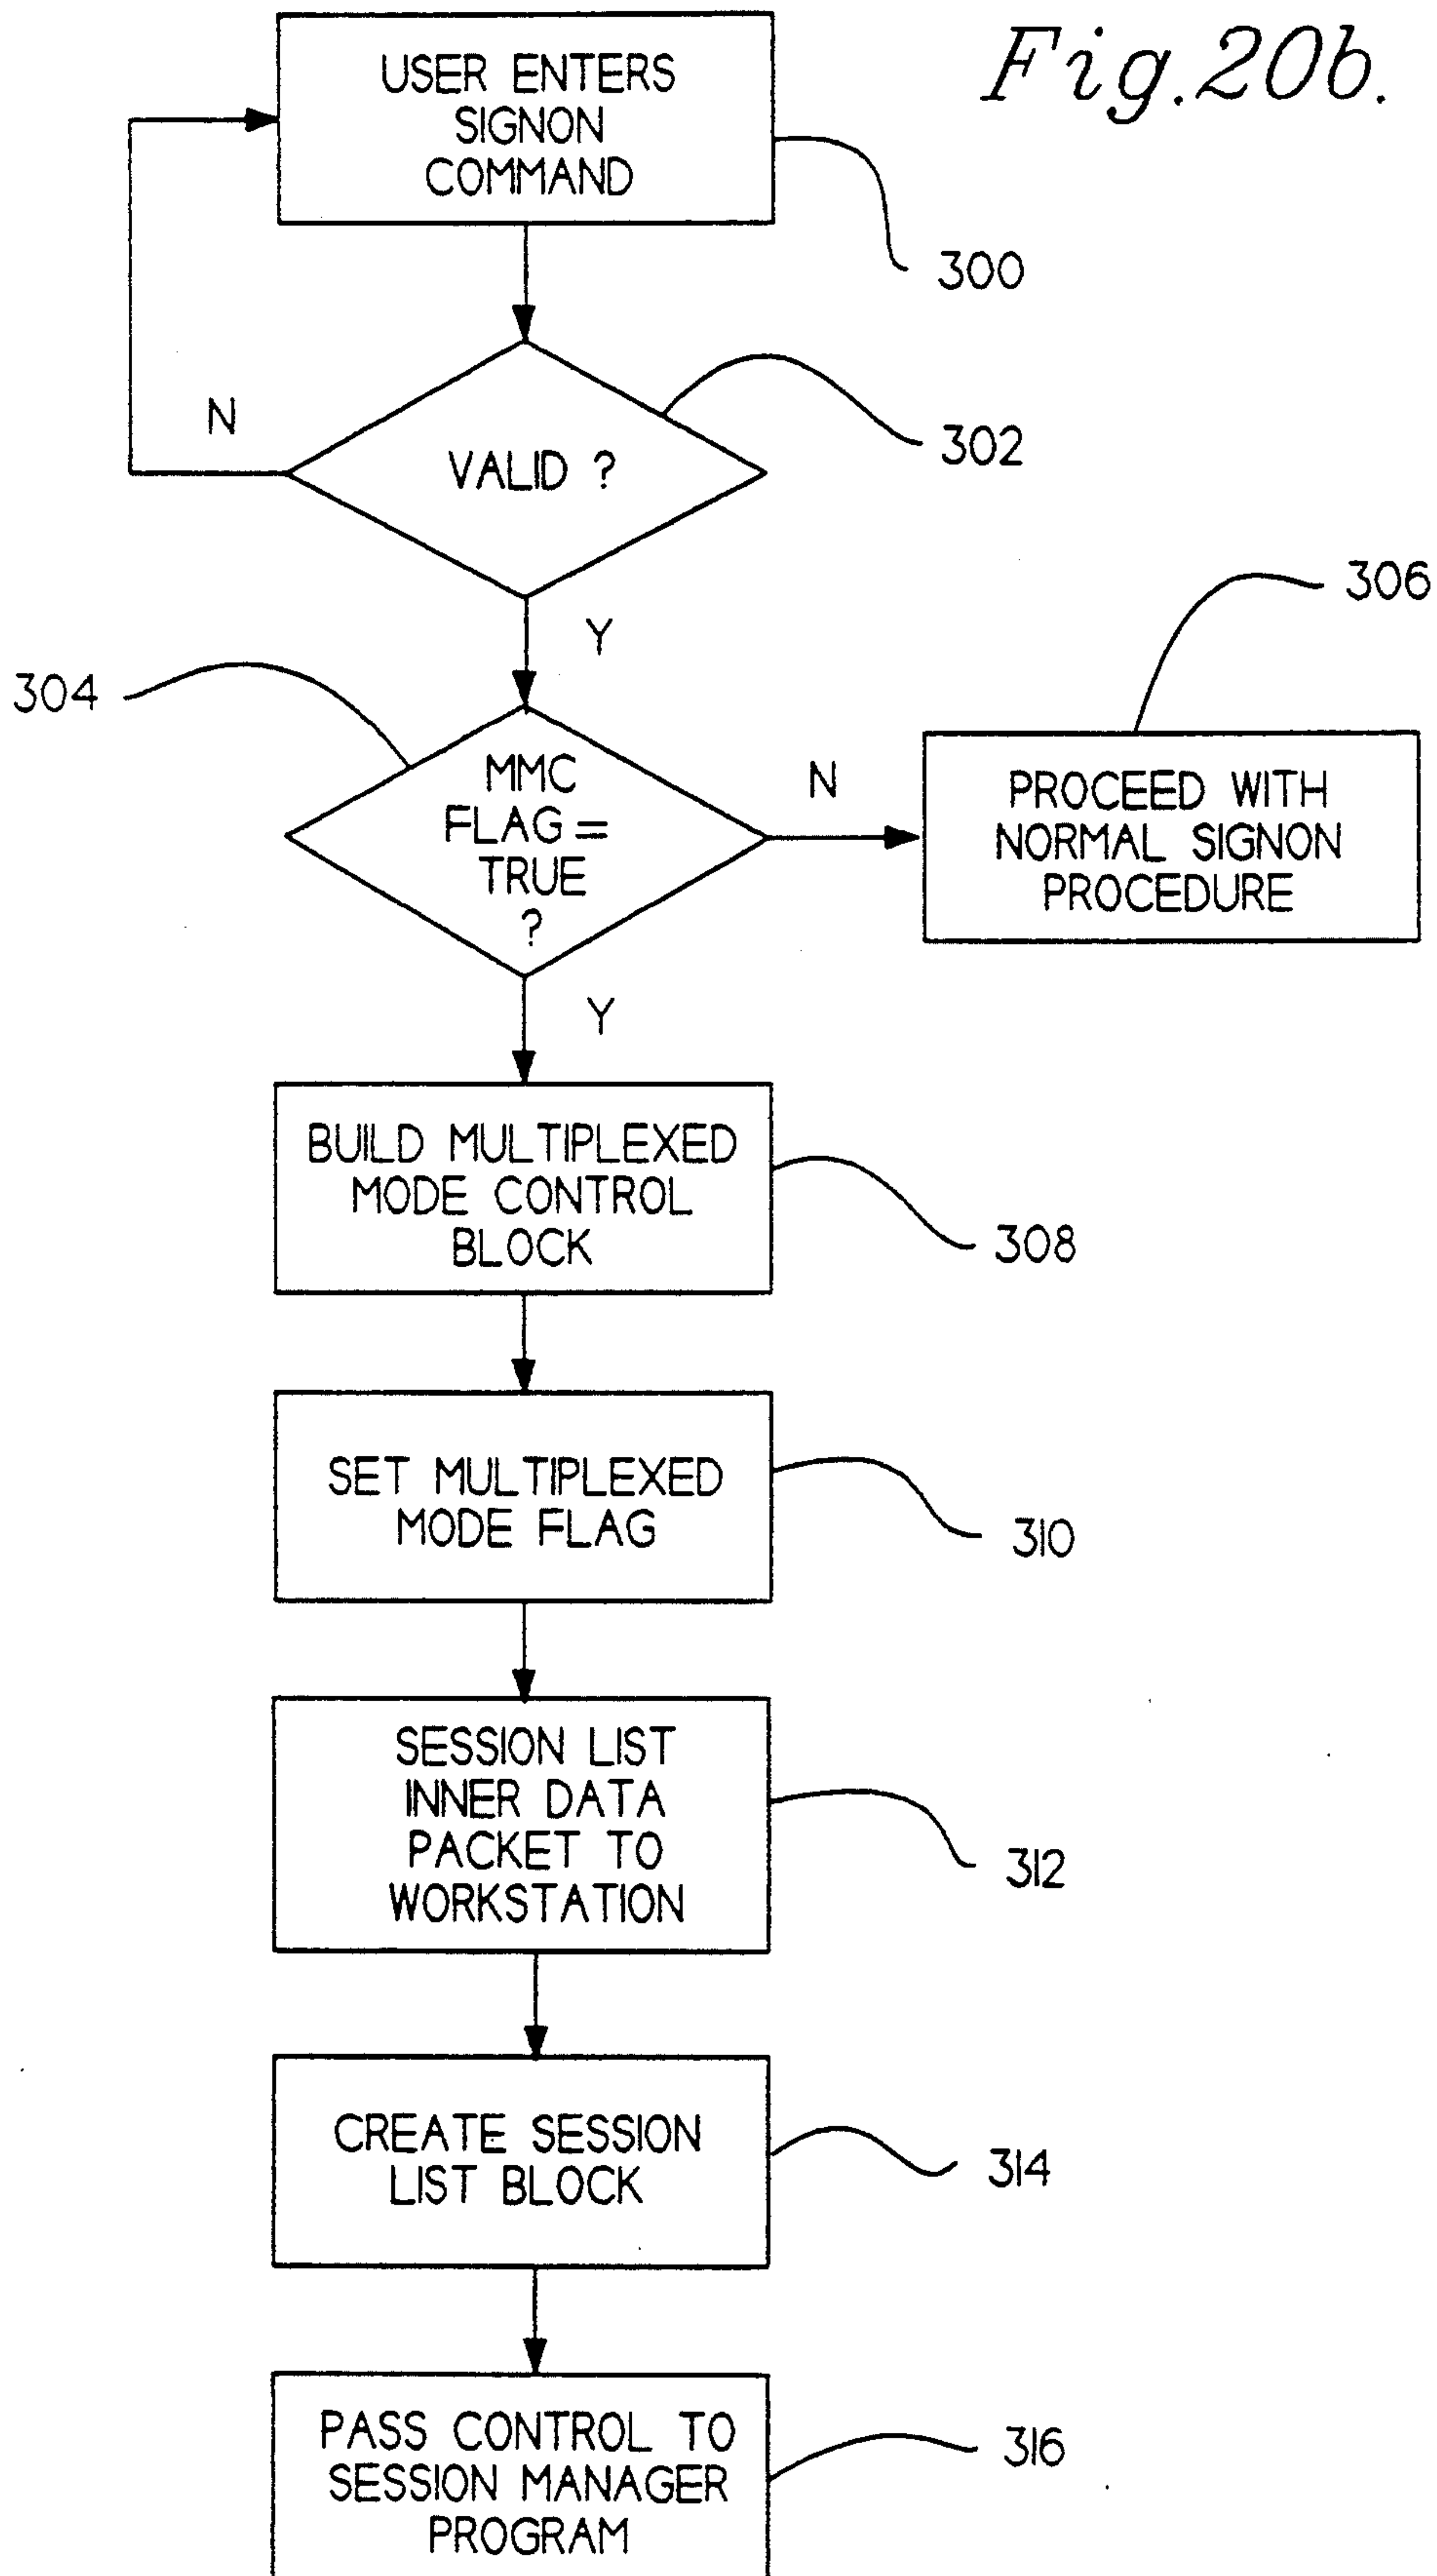 Fig. 20b.
USER ENTERS
SIGNON
COMMAND
300
N
VALID ?
302
Y
306
304
MMC
FLAG =
TRUE
?
N
PROCEED WITH
NORMAL SIGNON
PROCEDURE
Y
BUILD MULTIPLEXED
MODE CONTROL
BLOCK
308
SET MULTIPLEXED
MODE FLAG
310
SESSION LIST
INNER DATA
PACKET TO
WORKSTATION
312
CREATE SESSION
LIST BLOCK
314
PASS CONTROL TO
SESSION MANAGER
PROGRAM
316